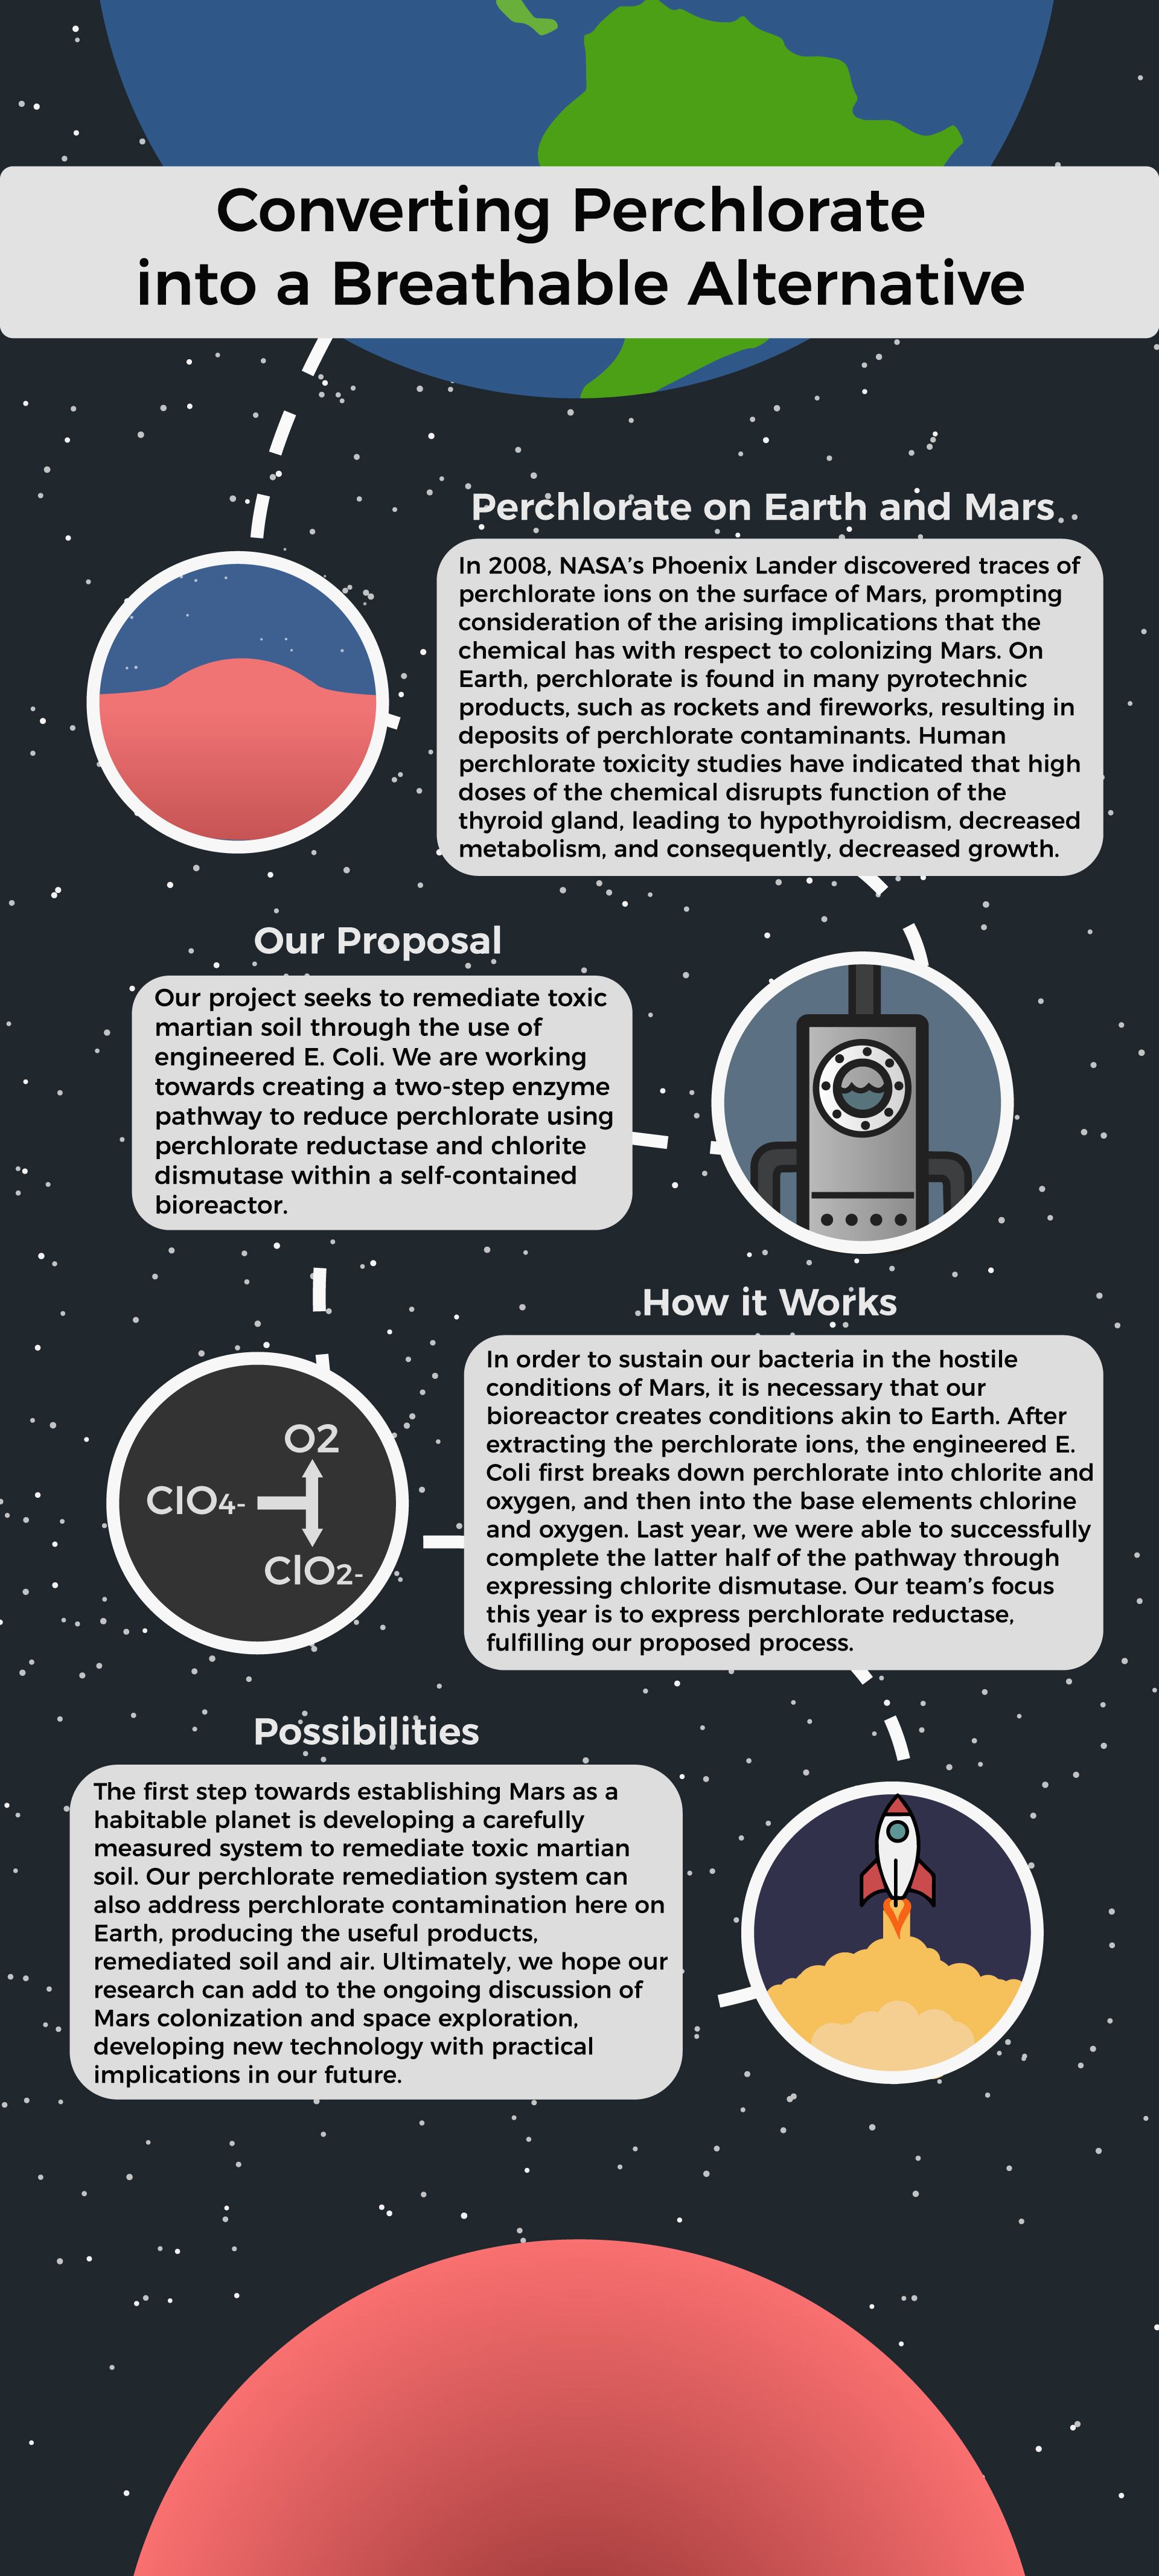 Converting Perchlorate
into a Breathable Alternative
Perchlorate on Earth and Mars
In 2008, NASA's Phoenix Lander discovered traces of
perchlorate ions on the surface of Mars, prompting
consideration of the arising implications that the
chemical has with respect to colonizing Mars. On
Earth, perchlorate is found in many pyrotechnic
products, such as rockets and fireworks, resulting in
deposits of perchlorate contaminants. Human
perchlorate toxicity studies have indicated that high
doses of the chemical disrupts function of the
thyroid gland, leading to hypothyroidism, decreased
metabolism, and consequently, decreased growth.
Our Proposal
Our project seeks to remediate toxic
martian soil through the use of
engineered E. Coli. We are working
towards creating a two-step enzyme
pathway to reduce perchlorate using
perchlorate reductase and chlorite
dismutase within a self-contained
bioreactor.
How it Works
In order to sustain our bacteria in the hostile
conditions of Mars, it is necessary that our
bioreactor creates conditions akin to Earth. After
extracting the perchlorate ions, the engineered E.
Coli first breaks down perchlorate into chlorite and
oxygen, and then into the base elements chlorine
and oxygen. Last year, we were able to successfully
complete the latter half of the pathway through
expressing chlorite dismutase. Our team's focus
this year is to express perchlorate reductase,
fulfilling our proposed process.
O2
ClO4-
ClO2-
Possibilities
The first step towards establishing Mars as a
habitable planet is developing a carefully
measured system to remediate toxic martian
soil. Our perchlorate remediation system can
also address perchlorate contamination here on
Earth, producing the useful products,
remediated soil and air. Ultimately, we hope our
research can add to the ongoing discussion of
Mars colonization and space exploration,
developing new technology with practical
implications in our future.